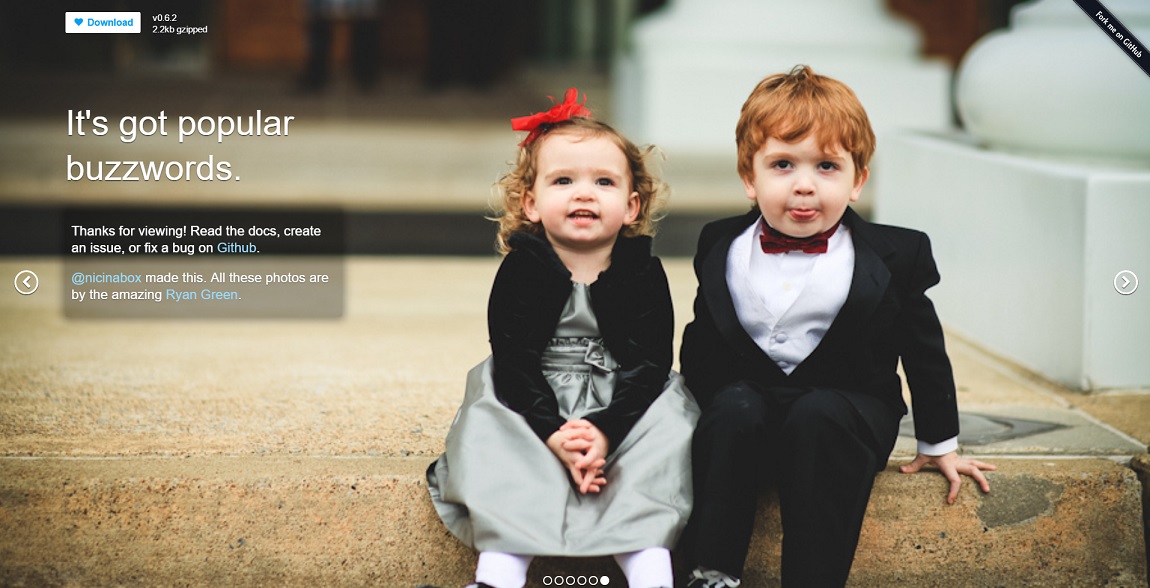 Download
v0.6.2
2.2kb gzipped
Fork me on GitHub
It's got popular
buzzwords.
Thanks for viewing! Read the docs, create
an issue, or fix a bug on Github.
@nicinabox made this. All these photos are
by the amazing Ryan Green.